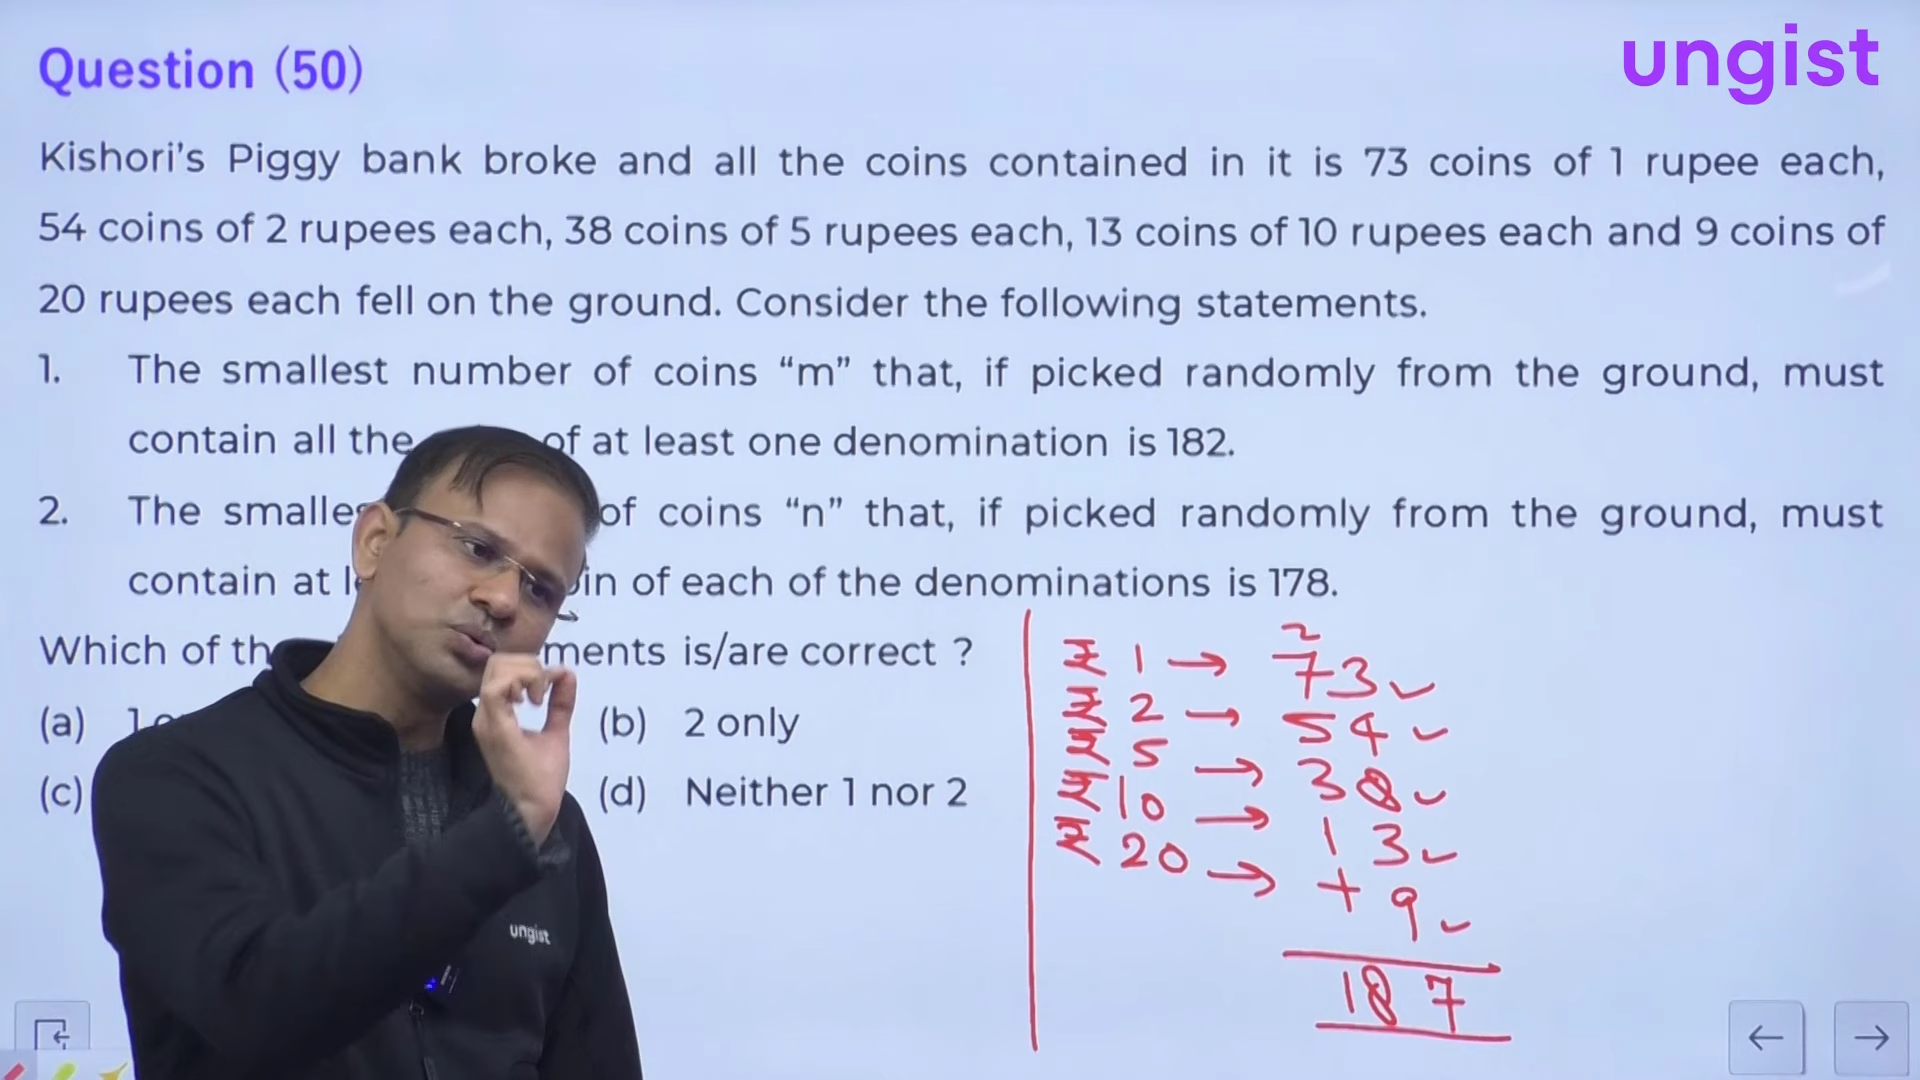 Question (50)
ungist
Kishori's Piggy bank broke and all the coins contained in it is 73 coins of 1 rupee each,
54 coins of 2 rupees each, 38 coins of 5 rupees each, 13 coins of 10 rupees each and 9 coins of
20 rupees each fell on the ground. Consider the following statements.
1. The smallest number of coins “m” that, if picked randomly from the ground, must
contain all the of at least one denomination is 182.
2. The of coins “n” that, if picked randomly from the ground, must
contain at of each of the denominations is 178.
Which of is/are correct ?
(a)
(b) 2 only
(c)
(d) Neither 1 nor 2
₹ 1 → 73
2
₹ 2 → 54
₹ 5 → 38
₹ 10 → 13
₹ 20 → + 9
187
ungist